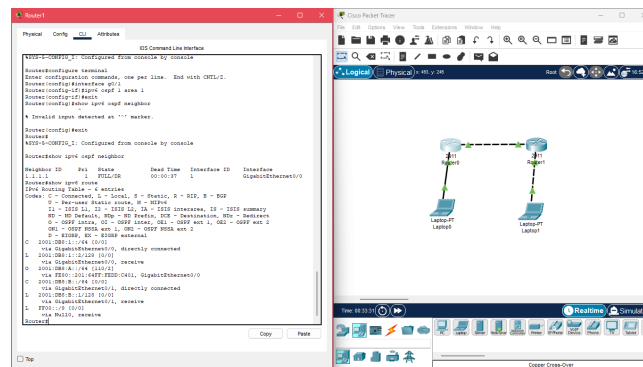 Router1
Physical Config CLI Attributes
IOS Command Line Interface
%SYS-5-CONFIG_I: Configured from console by console
Router#configure terminal
Enter configuration commands, one per line. End with CNTL/Z.
Router(config)#interface g0/1
Router(config-if)#ipv6 ospf 1 area 1
Router(config-if)#exit
Router(config)#show ipv6 ospf neighbor
^
% Invalid input detected at '^' marker.
Router(config)#exit
Router#
%SYS-5-CONFIG_I: Configured from console by console
Router#show ipv6 ospf neighbor
Neighbor ID Pri State Dead Time Interface ID Interface
1.1.1.1 1 FULL/DR 00:00:37 1 GigabitEthernet0/0
Router#show ipv6 route
IPv6 Routing Table - 6 entries
Codes: C - Connected, L - Local, S - Static, R - RIP, B - BGP
U - Per-user Static route, M - MIPv6
I1 - ISIS L1, I2 - ISIS L2, IA - ISIS interarea, IS - ISIS summary
ND - ND Default, NDp - ND Prefix, DCE - Destination, NDr - Redirect
O - OSPF intra, OI - OSPF inter, OE1 - OSPF ext 1, OE2 - OSPF ext 2
ON1 - OSPF NSSA ext 1, ON2 - OSPF NSSA ext 2
D - EIGRP, EX - EIGRP external
C 2001:DB8:1::/64 [0/0]
via GigabitEthernet0/0, directly connected
L 2001:DB8:1::2/128 [0/0]
via GigabitEthernet0/0, receive
O 2001:DB8:A::/64 [110/2]
via FE80::201:64FF:FEDD:C401, GigabitEthernet0/0
C 2001:DB8:B::/64 [0/0]
via GigabitEthernet0/1, directly connected
L 2001:DB8:B::1/128 [0/0]
via GigabitEthernet0/1, receive
L FF00::/8 [0/0]
via Null0, receive
Router#
Copy Paste
Top
Cisco Packet Tracer
File Edit Options View Tools Extensions Window Help
Logical Physical x: 493, y: 246 Root
2911
Router0
2911
Router1
Laptop-PT
Laptop0
Laptop-PT
Laptop1
Time: 00:33:31 Realtime Simulat
PC Laptop Server Printer
Copper Cross-Over